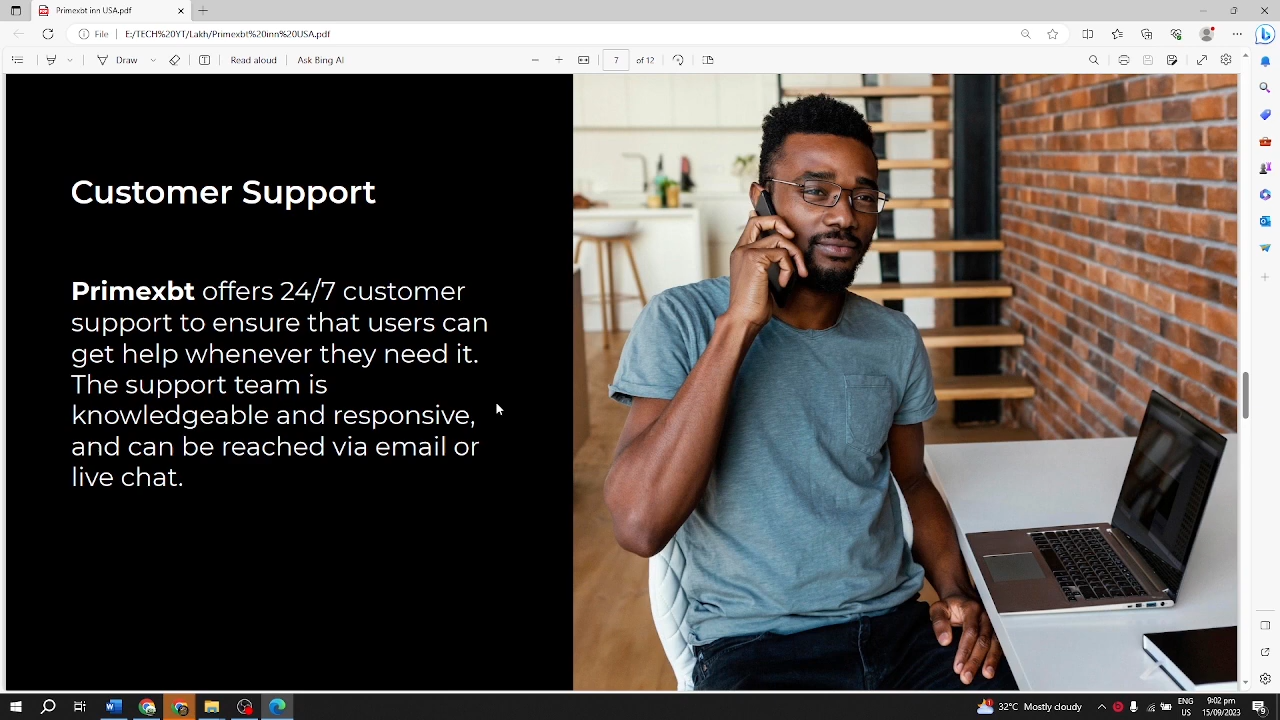 Primexbt inn USA.pdf
File
E:/TECH%20YT/Lakh/Primexbt%20inn%20USA.pdf
Draw
Read aloud
Ask Bing AI
7
of 12
Customer Support
Primexbt offers 24/7 customer
support to ensure that users can
get help whenever they need it.
The support team is
knowledgeable and responsive,
and can be reached via email or
live chat.
32°C Mostly cloudy
ENG
US
9:02 pm
15/09/2023